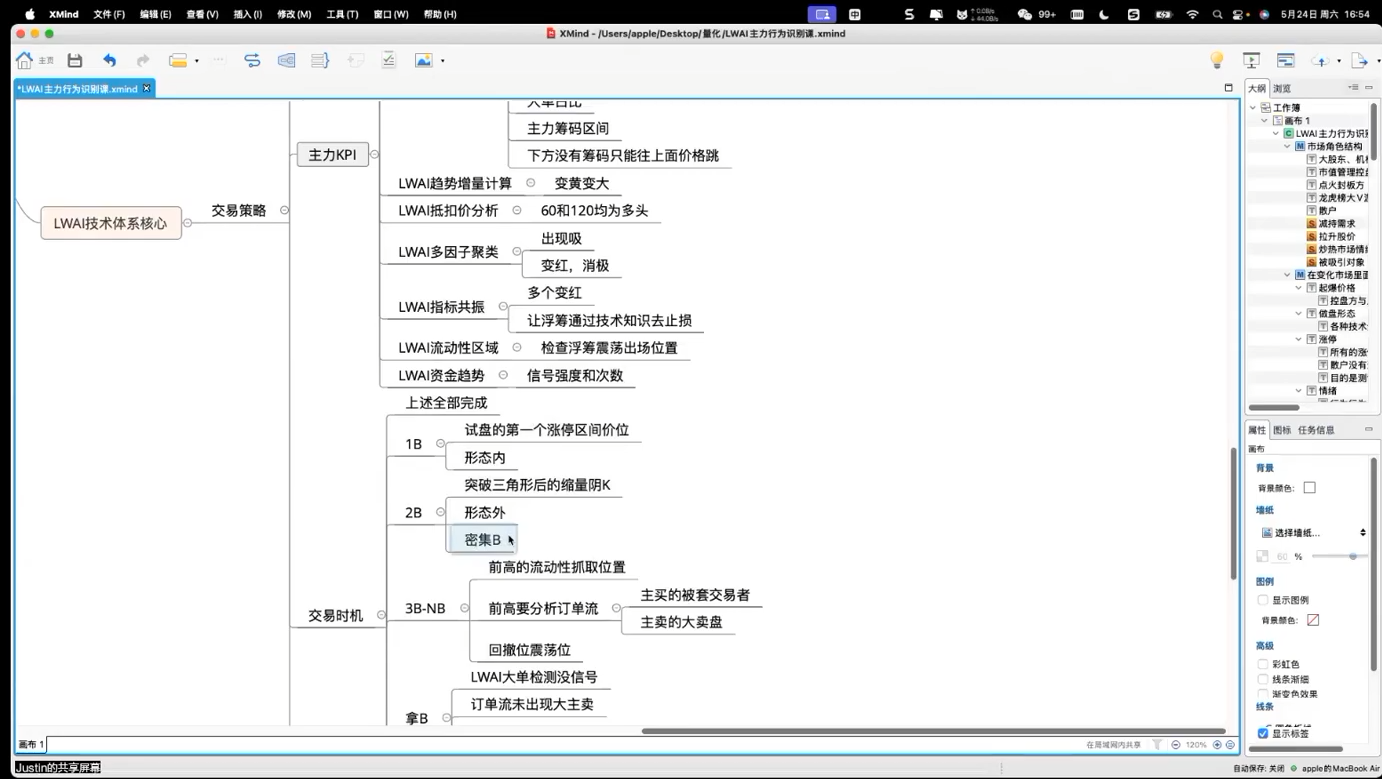 XMind 文件 (F) 编辑 (E) 查看 (V) 插入 (I) 修改 (M) 工具 (T) 窗口 (W) 帮助 (H) 中 99+ 5月24日 周六 16:54
XMind - /Users/apple/Desktop/量化/LWAI主力行为识别课.xmind
主页
*LWAI主力行为识别课.xmind
主力筹码区间
主力KPI
下方没有筹码只能往上面价格跳
LWAI趋势增量计算 变黄变大
LWAI技术体系核心 交易策略
LWAI抵扣价分析 60和120均为多头
LWAI多因子聚类
出现吸
变红，消极
LWAI指标共振
多个变红
让浮筹通过技术知识去止损
LWAI流动性区域 检查浮筹震荡出场位置
LWAI资金趋势 信号强度和次数
交易时机
上述全部完成
1B
试盘的第一个涨停区间价位
形态内
2B
突破三角形后的缩量阴K
形态外
密集B
3B-NB
前高的流动性抓取位置
前高要分析订单流
主买的被套交易者
主卖的大卖盘
回撤位震荡位
拿B
LWAI大单检测没信号
订单流未出现大主卖
大纲 浏览
工作簿
画布 1
LWAI主力行为识
市场角色结构
大股东、机
市值管理控
点火封板方
龙虎榜大V
散户
减持需求
拉升股价
炒热市场情
被吸引对象
在变化市场里面
起爆价格
控盘方与
做盘形态
各种技术
涨停
所有的涨
散户没有
目的是测
情绪
属性 图标 任务信息
画布
背景
背景颜色:
墙纸
选择墙纸...
60 %
图例
显示图例
背景颜色:
高级
彩虹色
线条渐细
渐变色效果
线条
显示标签
画布 1
在局域网内共享 120%
Justin的共享屏幕
自动保存: 关闭 apple的MacBook Air